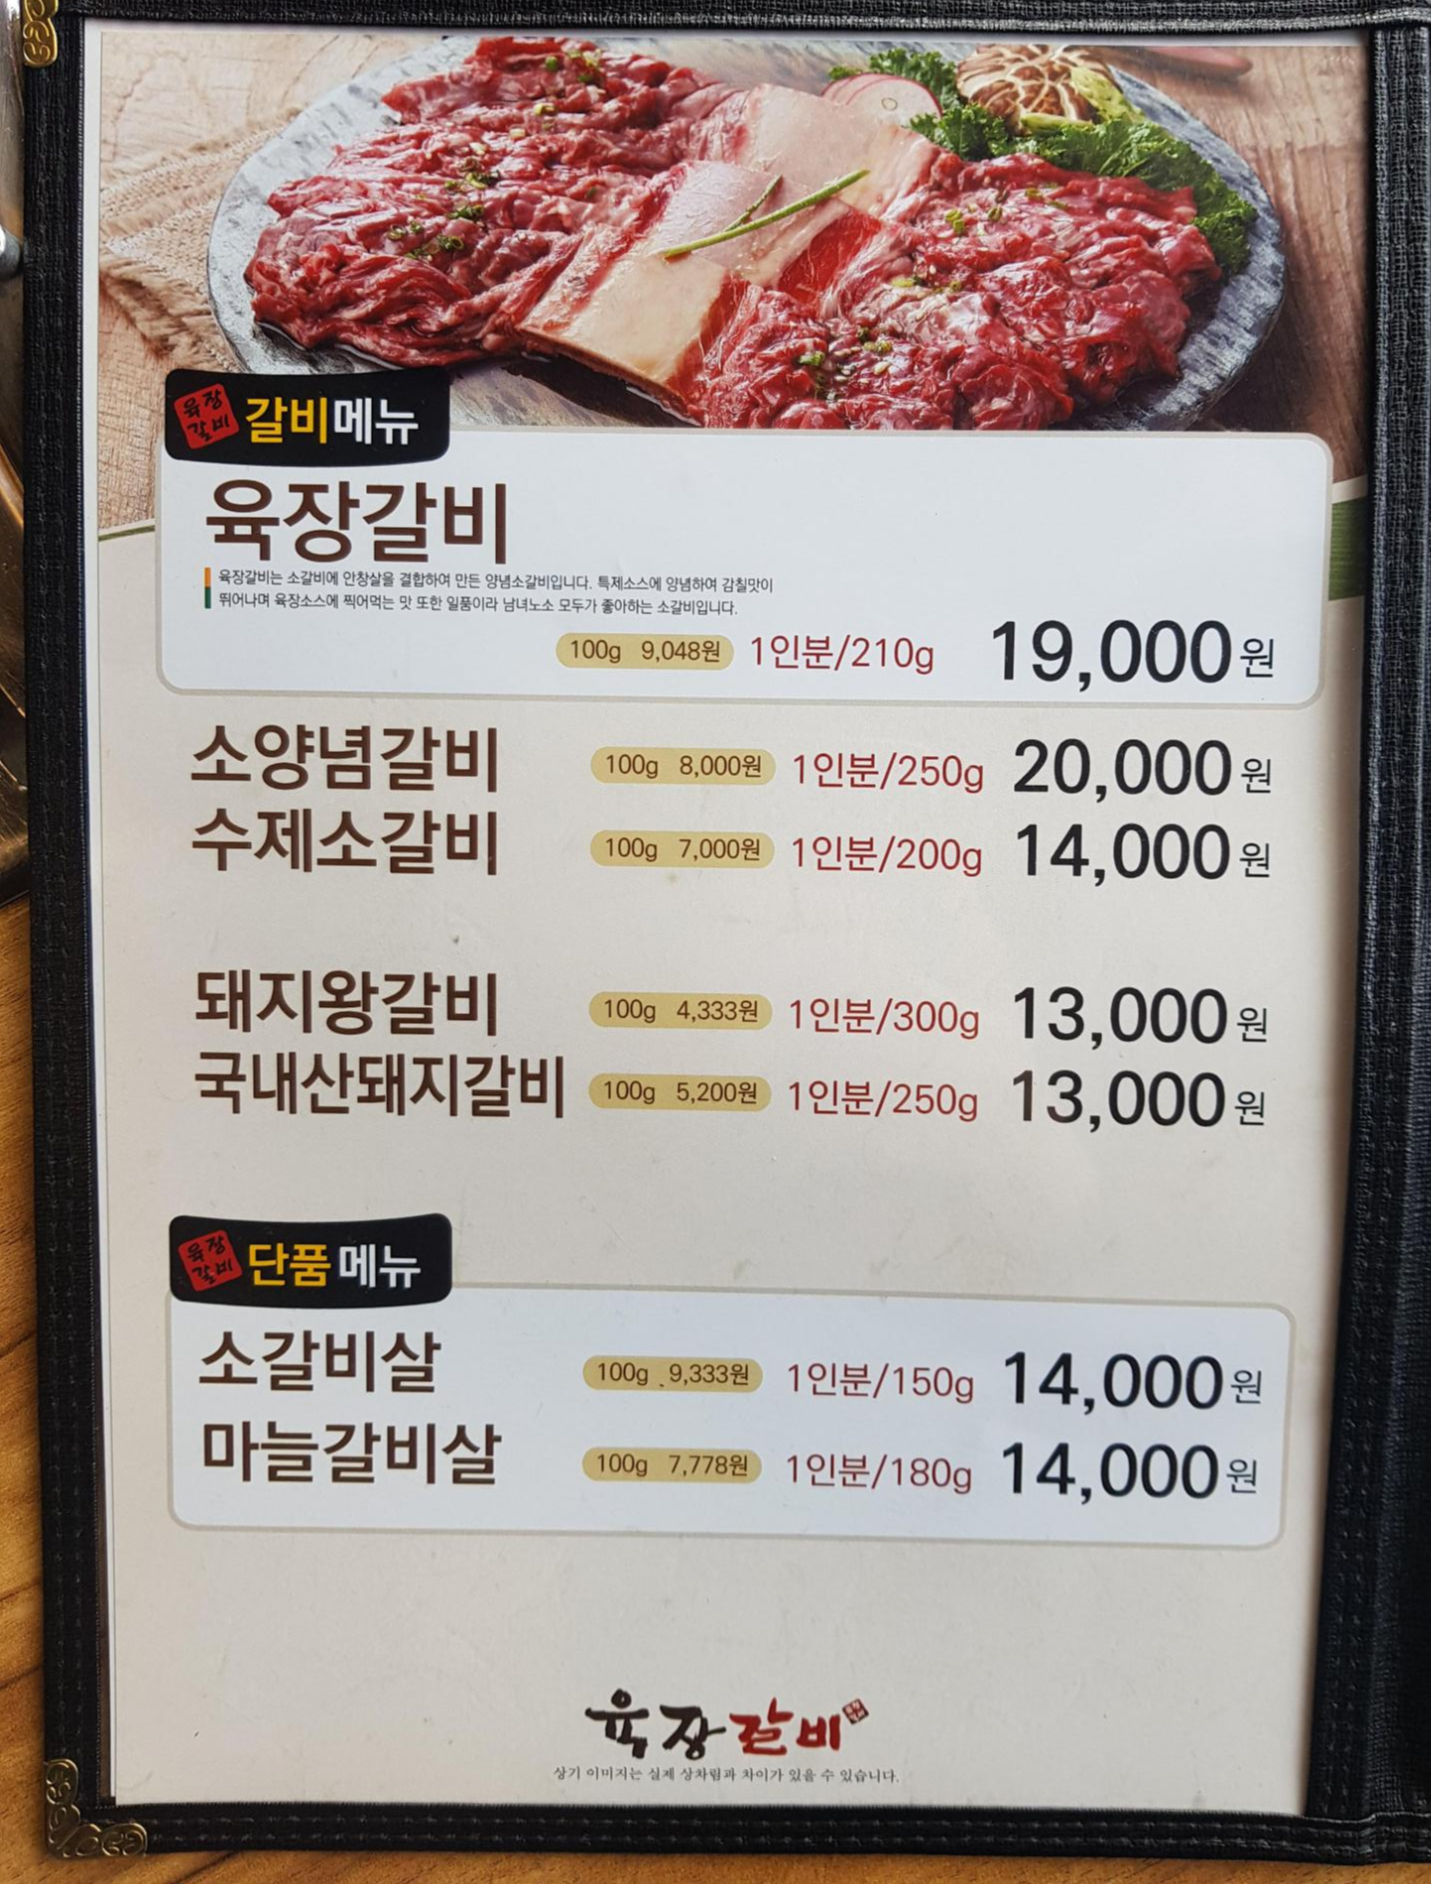 육장
갈비
갈비메뉴
육장갈비
육장갈비는 소갈비에 안창살을 결합하여 만든 양념소갈비입니다. 특제소스에 양념하여 감칠맛이
뛰어나며 육장소스에 찍어먹는 맛 또한 일품이라 남녀노소 모두가 좋아하는 소갈비입니다.
100g 9,048원 1인분/210g 19,000원
소양념갈비 100g 8,000원 1인분/250g 20,000원
수제소갈비 100g 7,000원 1인분/200g 14,000원
돼지왕갈비 100g 4,333원 1인분/300g 13,000원
국내산돼지갈비 100g 5,200원 1인분/250g 13,000원
육장
갈비
단품메뉴
소갈비살 100g 9,333원 1인분/150g 14,000원
마늘갈비살 100g 7,778원 1인분/180g 14,000원
육장갈비
상기 이미지는 실제 상차림과 차이가 있을 수 있습니다.